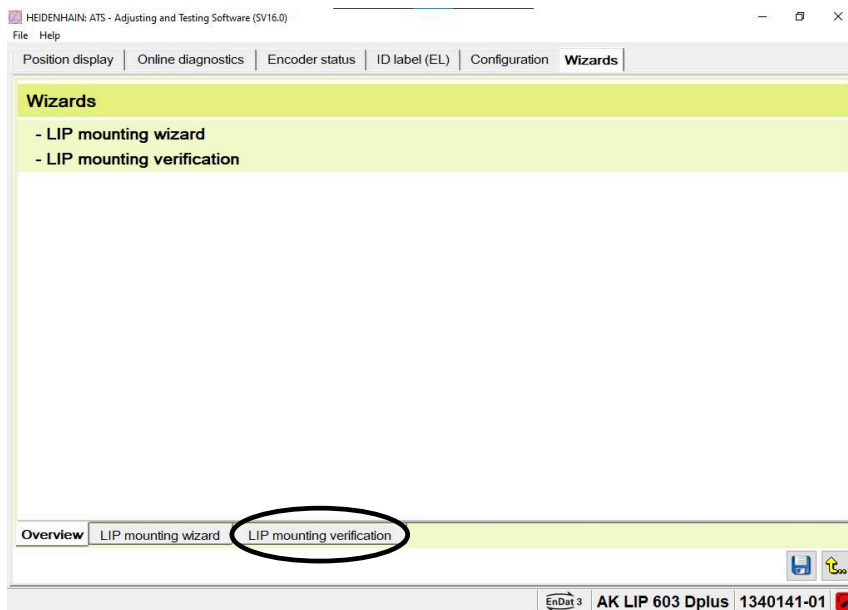 HEIDENHAIN: ATS - Adjusting and Testing Software (SV16.0)
File Help
Position display Online diagnostics Encoder status ID label (EL) Configuration Wizards
Wizards
- LIP mounting wizard
- LIP mounting verification
Overview LIP mounting wizard LIP mounting verification
EnDat 3 AK LIP 603 Dplus 1340141-01